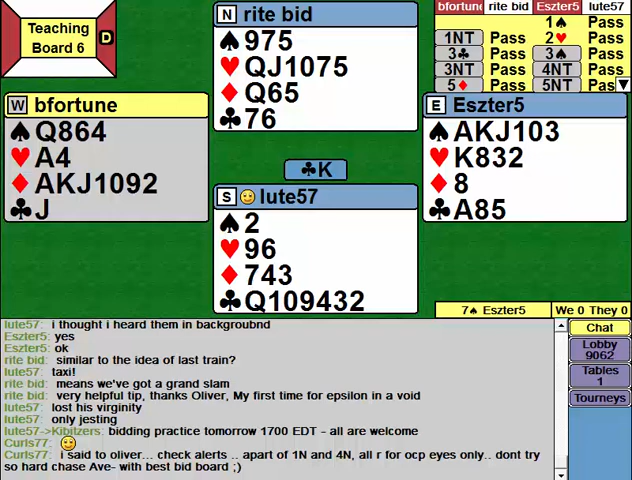 Teaching
Board 6
D
N rite bid
♠975
♥QJ1075
♦Q65
♣76
bfortune rite bid Eszter5 lute57
1♠ Pass
1NT Pass 2♥ Pass
3♣ Pass 3♠ Pass
3NT Pass 4NT Pass
5♦ Pass 5NT Pas
W bfortune
♠Q864
♥A4
♦AKJ1092
♣J
E Eszter5
♠AKJ103
♥K832
♦8
♣A85
♣K
S lute57
♠2
♥96
♦743
♣Q109432
7♠ Eszter5 We 0 They 0
lute57: i thought i heard them in backgroubnd
Eszter5: yes
Eszter5: ok
rite bid: similar to the idea of last train?
lute57: taxi!
rite bid: means we've got a grand slam
rite bid: very helpful tip, thanks Oliver, My first time for epsilon in a void
lute57: lost his virginity
lute57: only jesting
lute57->Kibitzers: bidding practice tomorrow 1700 EDT - all are welcome
Curls77:
Curls77: i said to oliver... check alerts .. apart of 1N and 4N, all r for ocp eyes only.. dont try
so hard chase Ave- with best bid board ;)
Chat
Lobby
9062
Tables
1
Tourneys